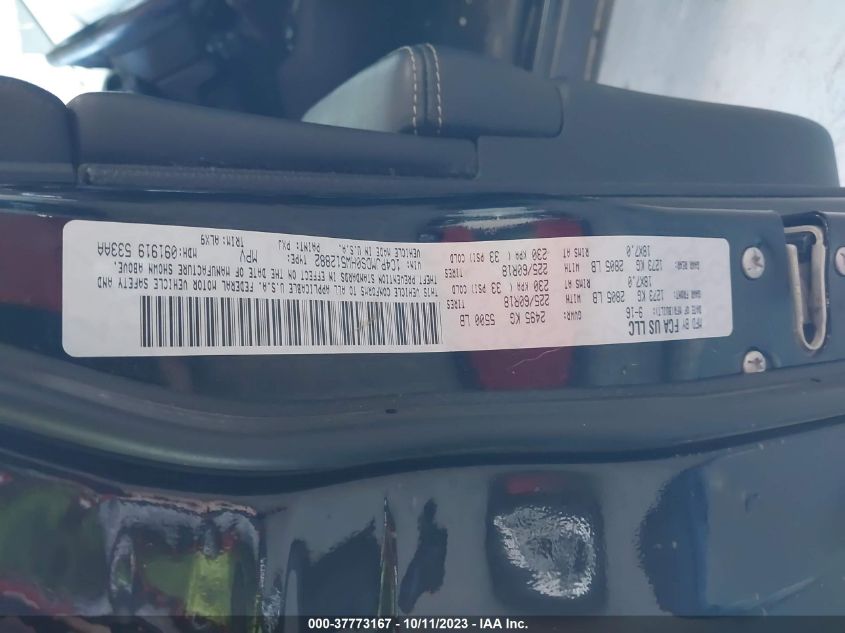 MFD BY FCA US LLC
DATE OF MFR(BUILT): 9-16
GVWR: 2495 KG 5500 LB
GAWR FRONT: 1273 KG 2805 LB WITH 225/60R18 TIRES
18X7.0 RIMS AT 230 KPA ( 33 PSI) COLD
GAWR REAR: 1273 KG 2805 LB WITH 225/60R18 TIRES
18X7.0 RIMS AT 230 KPA ( 33 PSI) COLD
THIS VEHICLE CONFORMS TO ALL APPLICABLE U.S.A. FEDERAL MOTOR VEHICLE SAFETY AND
THEFT PREVENTION STANDARDS IN EFFECT ON THE DATE OF MANUFACTURE SHOWN ABOVE.
TYPE: MPV
VEHICLE MADE IN U.S.A. PAINT: PXJ TRIM: ALX9 MDH:091919 533AA
000-37773167 • 10/11/2023 - IAA Inc.